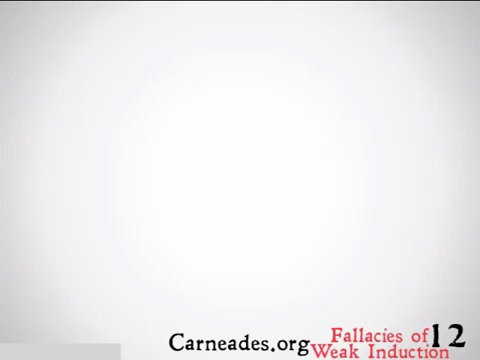 Carneades.org
Fallacies of
Weak Induction
12